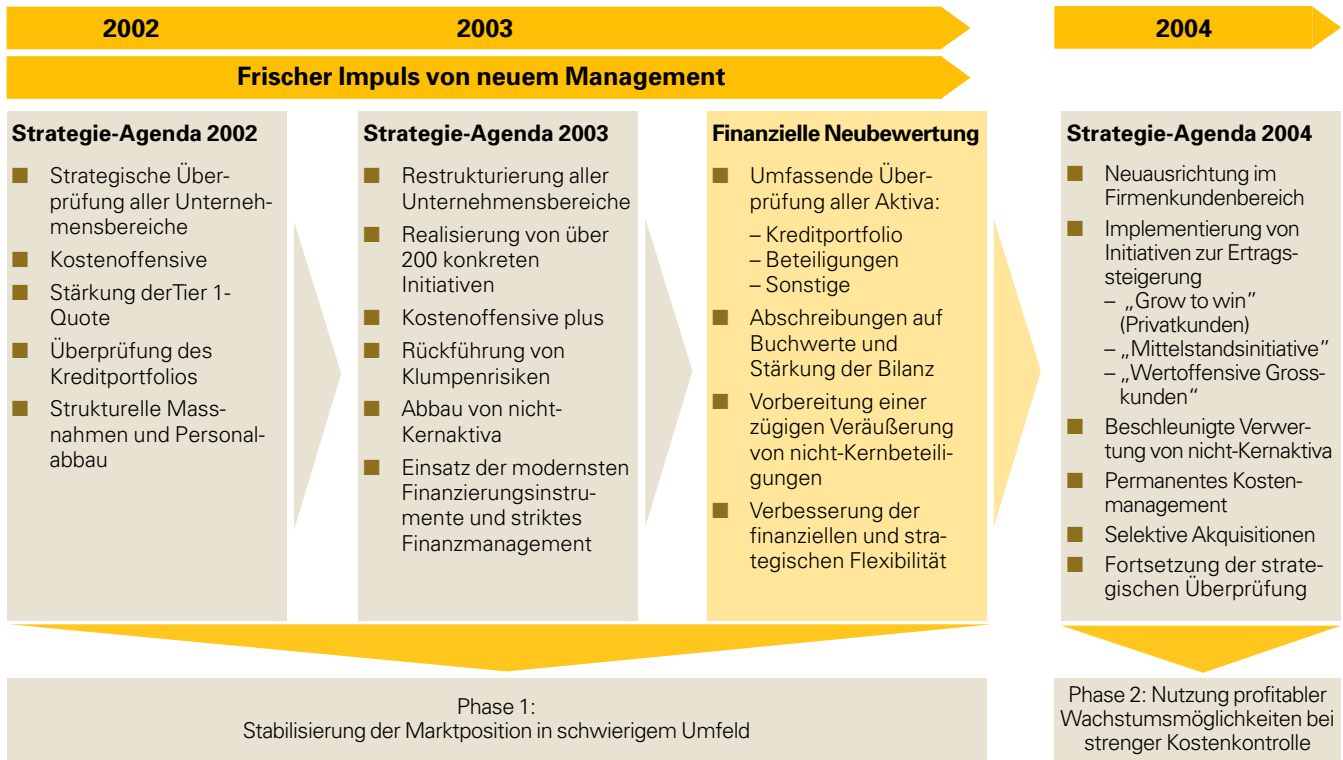 2002
2003
2004
Frischer Impuls von neuem Management
Strategie-Agenda 2002
■ Strategische Über-
prüfung aller Unterneh-
mensbereiche
■ Kostenoffensive
■ Stärkung derTier 1-
Quote
■ Überprüfung des
Kreditportfolios
■ Strukturelle Mass-
nahmen und Personal-
abbau
Strategie-Agenda 2003
■ Restrukturierung aller
Unternehmensbereiche
■ Realisierung von über
200 konkreten
Initiativen
■ Kostenoffensive plus
■ Rückführung von
Klumpenrisiken
■ Abbau von nicht-
Kernaktiva
■ Einsatz der modernsten
Finanzierungsinstru-
mente und striktes
Finanzmanagement
Finanzielle Neubewertung
■ Umfassende Über-
prüfung aller Aktiva:
– Kreditportfolio
– Beteiligungen
– Sonstige
■ Abschreibungen auf
Buchwerte und
Stärkung der Bilanz
■ Vorbereitung einer
zügigen Veräußerung
von nicht-Kernbeteili-
gungen
■ Verbesserung der
finanziellen und stra-
tegischen Flexibilität
Strategie-Agenda 2004
■ Neuausrichtung im
Firmenkundenbereich
■ Implementierung von
Initiativen zur Ertrags-
steigerung
– „Grow to win”
(Privatkunden)
– „Mittelstandsinitiative”
– „Wertoffensive Gross-
kunden“
■ Beschleunigte Verwer-
tung von nicht-Kernaktiva
■ Permanentes Kosten-
management
■ Selektive Akquisitionen
■ Fortsetzung der strate-
gischen Überprüfung
Phase 1:
Stabilisierung der Marktposition in schwierigem Umfeld
Phase 2: Nutzung profitabler
Wachstumsmöglichkeiten bei
strenger Kostenkontrolle